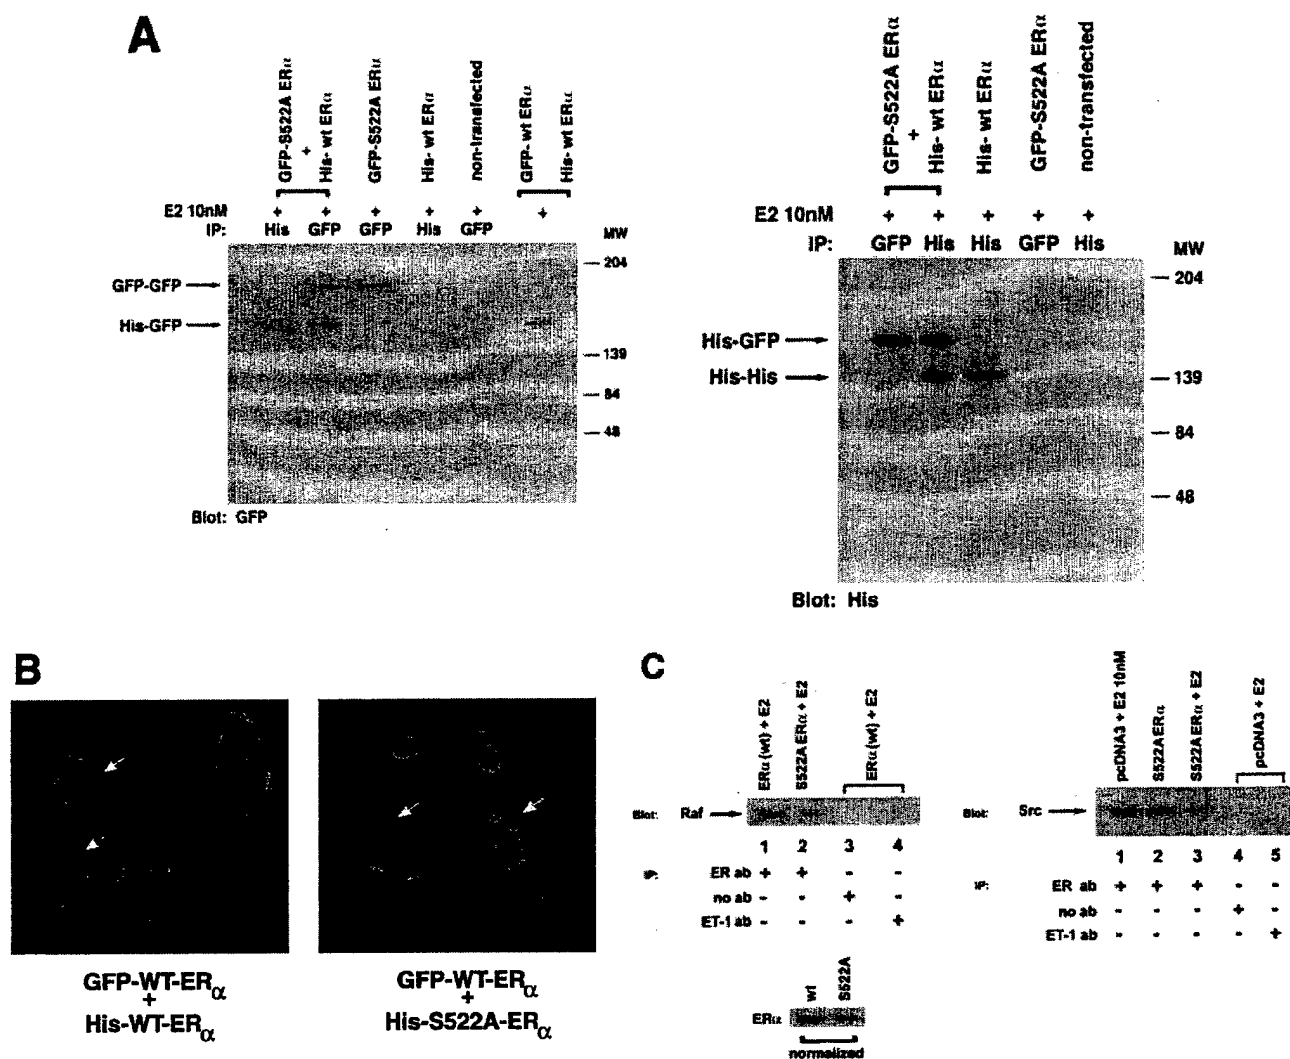 A
GFP-S522A ERα
+
His- wt ERα
GFP-S522A ERα
His- wt ERα
non-transfected
GFP- wt ERα
+
His- wt ERα
E2 10nM + + + + + +
IP: His GFP GFP His GFP
MW
204
GFP-GFP
His-GFP
139
84
48
Blot: GFP
GFP-S522A ERα
+
His- wt ERα
His- wt ERα
GFP-S522A ERα
non-transfected
E2 10nM + + + + +
IP: GFP His His GFP His
MW
204
His-GFP
His-His
139
84
48
Blot: His
B
GFP-WT-ERα
+
His-WT-ERα
GFP-WT-ERα
+
His-S522A-ERα
C
ERα (wt) + E2
S522A ERα + E2
ERα (wt) + E2
Blot: Raf
1 2 3 4
IP: ER ab + + - -
no ab - - + -
ET-1 ab - - - +
ERα
wt
S522A
normalized
pcDNA3 + E2 10nM
S522A ERα
S522A ERα + E2
pcDNA3 + E2
Blot: Src
1 2 3 4 5
IP: ER ab + + + - -
no ab - - - + -
ET-1 ab - - - - +